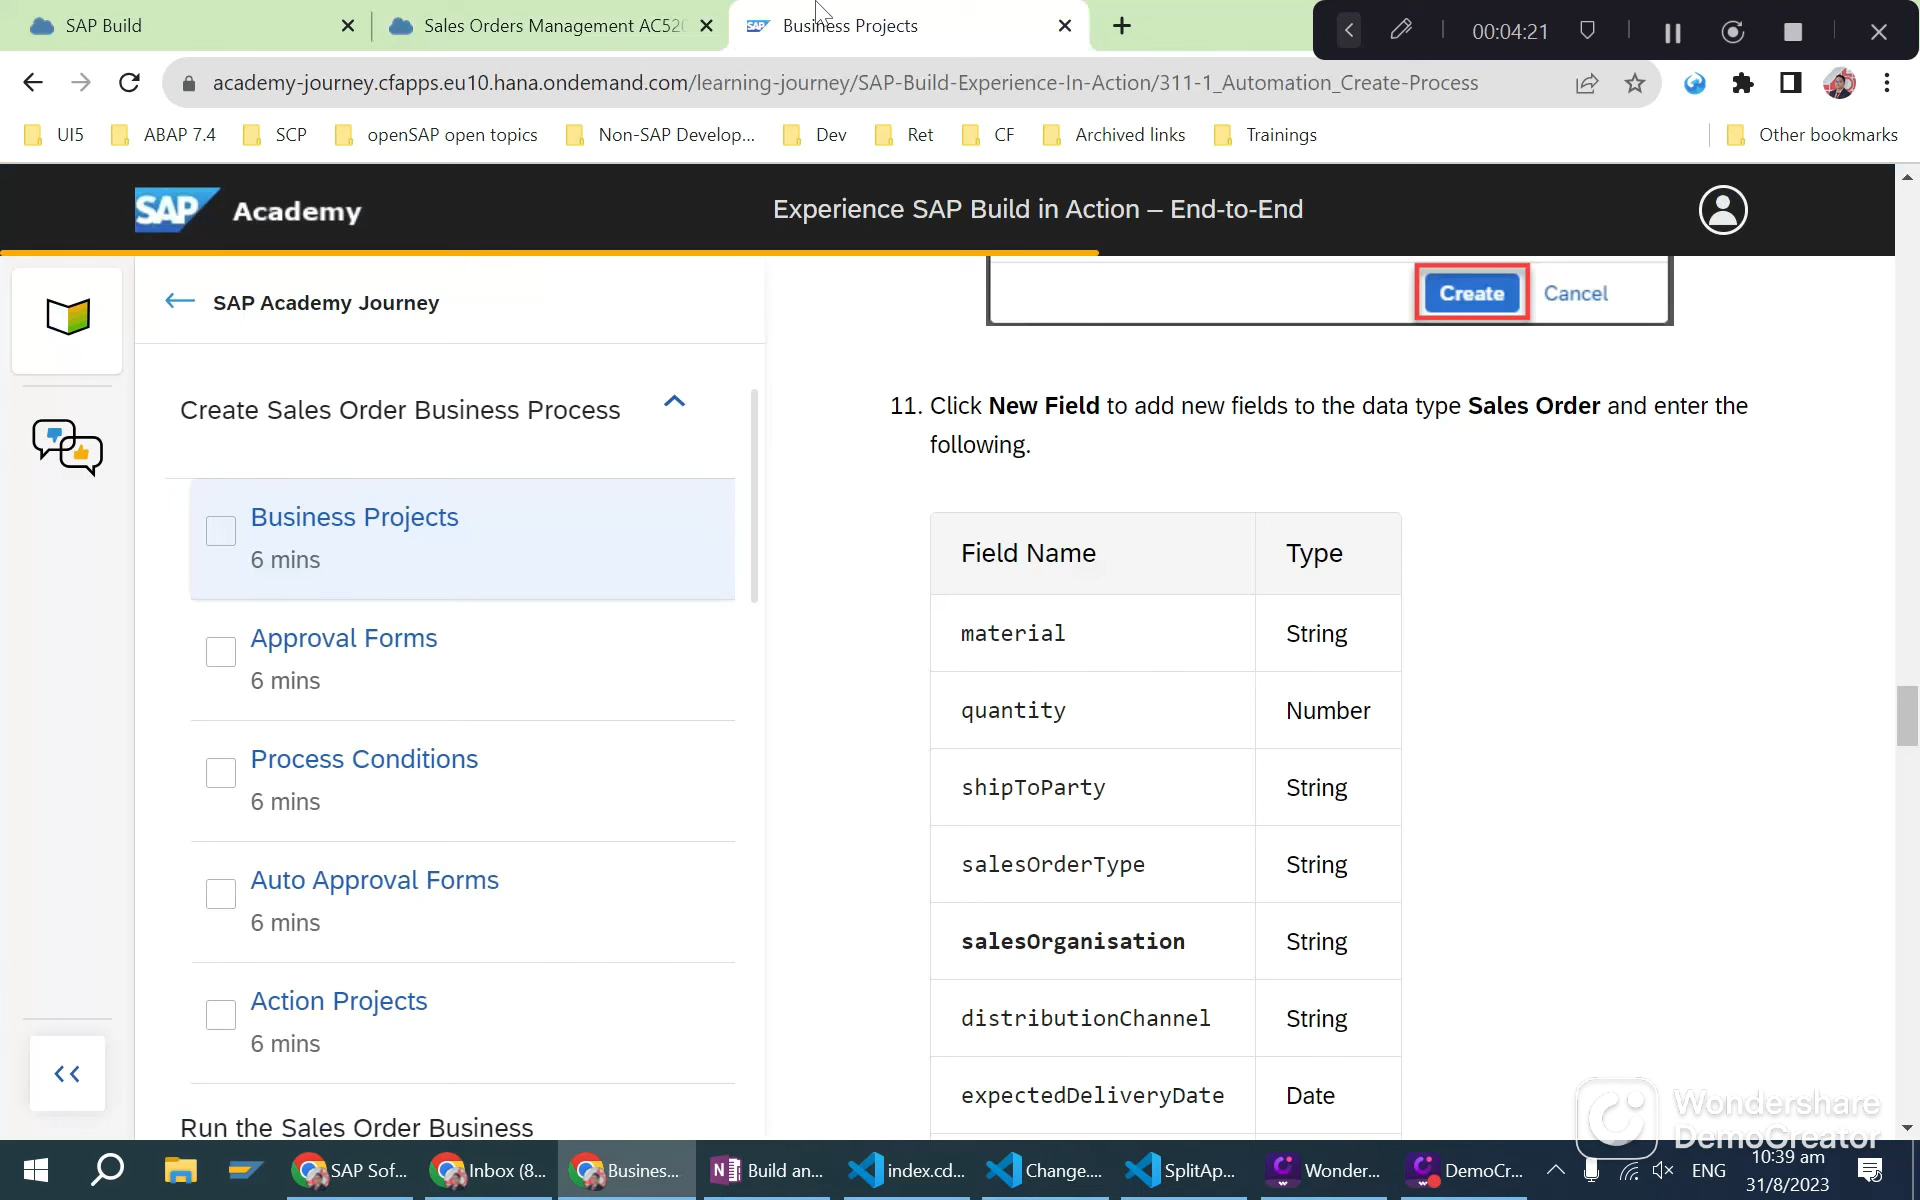 SAP Build
Sales Orders Management AC520
SAP Business Projects
00:04:21
academy-journey.cfapps.eu10.hana.ondemand.com/learning-journey/SAP-Build-Experience-In-Action/311-1_Automation_Create-Process
UI5 ABAP 7.4 SCP openSAP open topics Non-SAP Develop... Dev Ret CF Archived links Trainings Other bookmarks
SAP Academy
Experience SAP Build in Action – End-to-End
SAP Academy Journey
Create Sales Order Business Process
Business Projects
6 mins
Approval Forms
6 mins
Process Conditions
6 mins
Auto Approval Forms
6 mins
Action Projects
6 mins
Run the Sales Order Business
Create Cancel
11. Click New Field to add new fields to the data type Sales Order and enter the
following.
Field Name Type
material String
quantity Number
shipToParty String
salesOrderType String
salesOrganisation String
distributionChannel String
expectedDeliveryDate Date
Wondershare
DemoCreator
SAP Sof... Inbox (8... Busines... Build an... index.cd... Change.... SplitAp... Wonder... DemoCr... ENG
10:39 am
31/8/2023